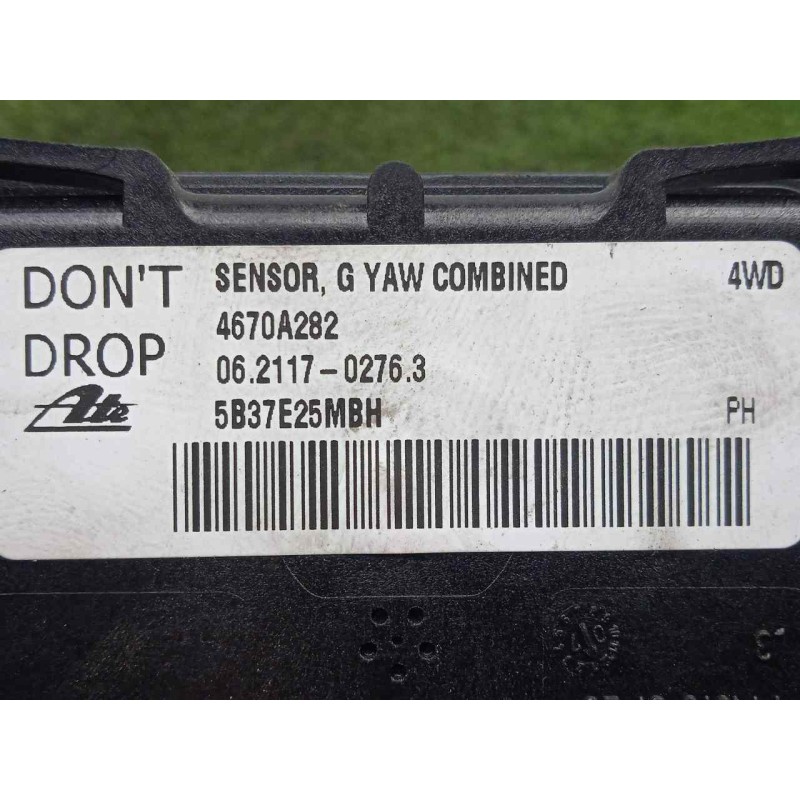 DON'T
DROP
Ate
SENSOR, G YAW COMBINED 4WD
4670A282
06.2117-0276.3
5B37E25MBH PH